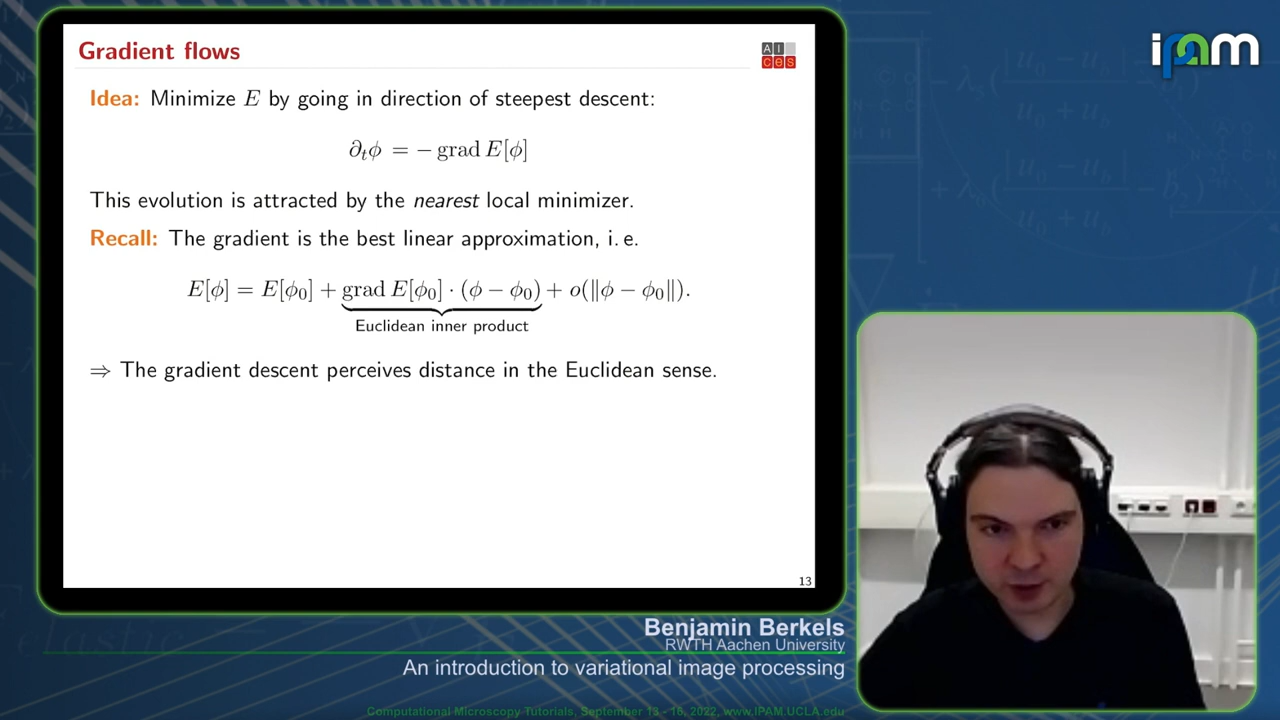 Gradient flows
AI
ces
ipam
Idea: Minimize E by going in direction of steepest descent:
∂ₜϕ = − grad E[ϕ]
This evolution is attracted by the nearest local minimizer.
Recall: The gradient is the best linear approximation, i. e.
E[ϕ] = E[ϕ₀] + grad E[ϕ₀] · (ϕ − ϕ₀) + o(‖ϕ − ϕ₀‖).
Euclidean inner product
⇒ The gradient descent perceives distance in the Euclidean sense.
13
Benjamin Berkels
RWTH Aachen University
An introduction to variational image processing
Computational Microscopy Tutorials, September 13 - 16, 2022, www.IPAM.UCLA.edu